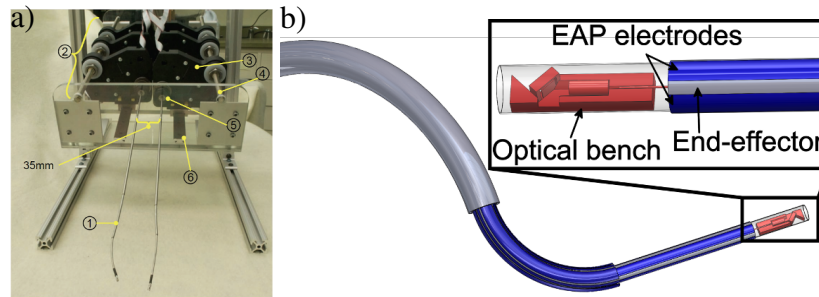 a)
②
③
④
⑤
35mm
⑥
①
b)
EAP electrodes
Optical bench
End-effector